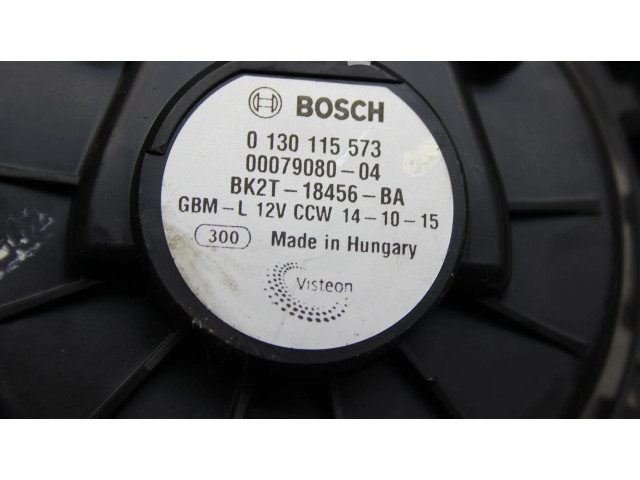 BOSCH
0 130 115 573
00079080-04
BK2T-18456-BA
GBM-L 12V CCW 14-10-15
300 Made in Hungary
Visteon